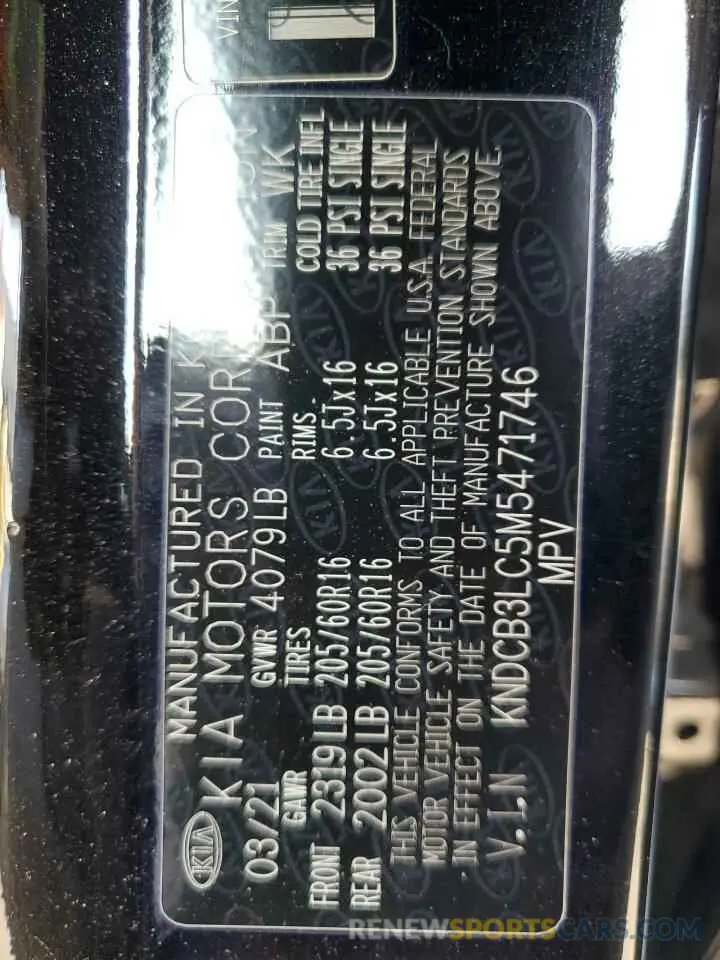 VIN
MANUFACTURED IN
KIA
KIA MOTORS
03/21 GVWR 4079LB PAINT ABP TRIM WK
GAWR TIRES RIMS COLD TIRE INFL
FRONT 2319LB 205/60R16 6.5Jx16 36 PSI SINGLE
REAR 2002LB 205/60R16 6.5Jx16 36 PSI SINGLE
THIS VEHICLE CONFORMS TO ALL APPLICABLE U.S.A. FEDERAL
MOTOR VEHICLE SAFETY AND THEFT PREVENTION STANDARDS
IN EFFECT ON THE DATE OF MANUFACTURE SHOWN ABOVE.
V.I.N KNDCB3LC5M5471746
MPV
RENEWSPORTSCARS.COM